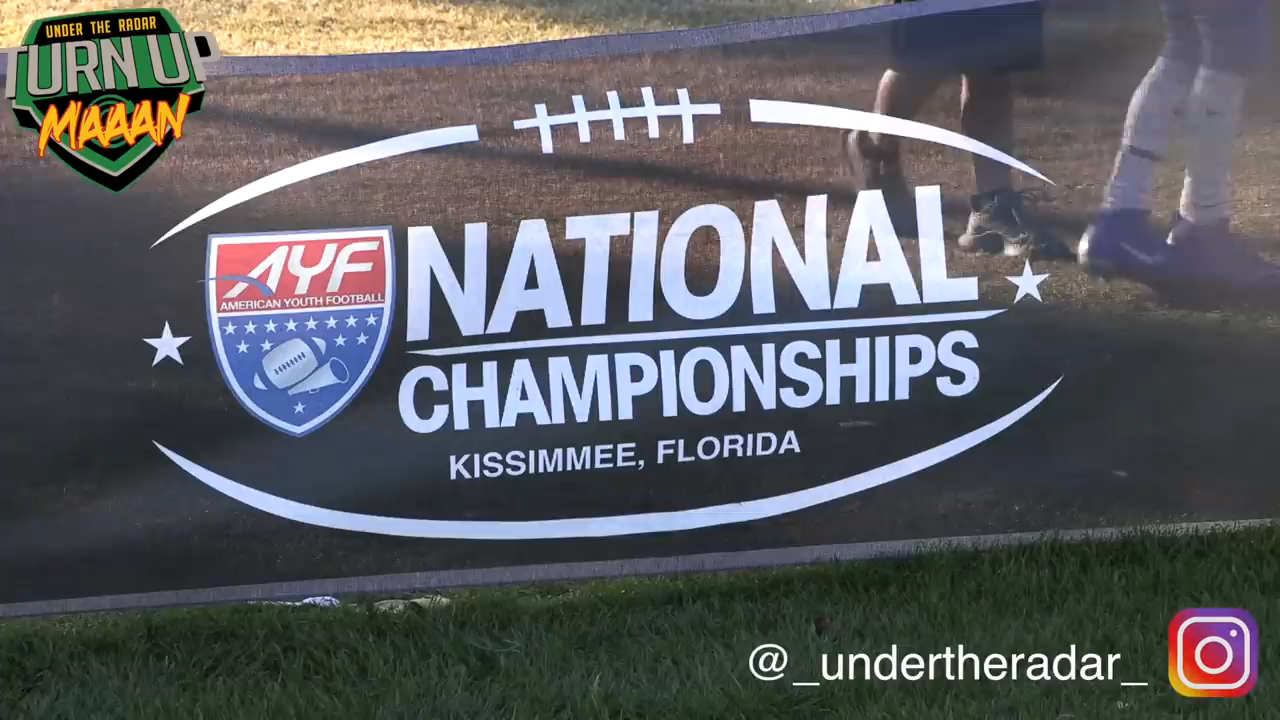 UNDER THE RADAR
TURN UP
MAAAN
AYF
AMERICAN YOUTH FOOTBALL
NATIONAL
CHAMPIONSHIPS
KISSIMMEE, FLORIDA
@_undertheradar_